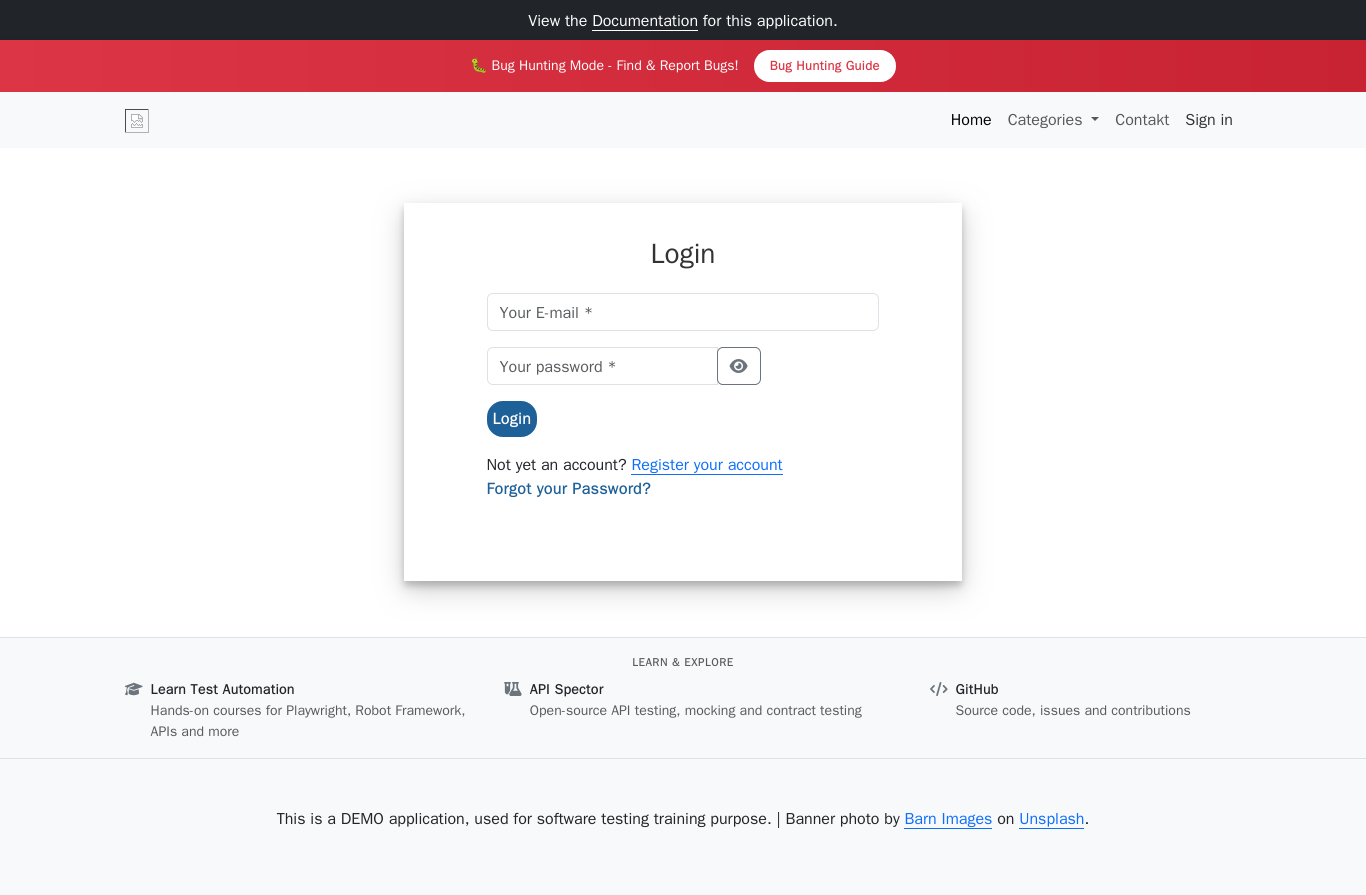 View the Documentation for this application.
🐛 Bug Hunting Mode - Find & Report Bugs!
Bug Hunting Guide
Home
Categories
Contakt
Sign in
Login
Your E-mail *
Your password *
Login
Not yet an account? Register your account
Forgot your Password?
LEARN & EXPLORE
Learn Test Automation
Hands-on courses for Playwright, Robot Framework,
APIs and more
API Spector
Open-source API testing, mocking and contract testing
GitHub
Source code, issues and contributions
This is a DEMO application, used for software testing training purpose. | Banner photo by Barn Images on Unsplash.